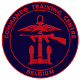 COMMANDO TRAINING CENTRE
BELGIUM